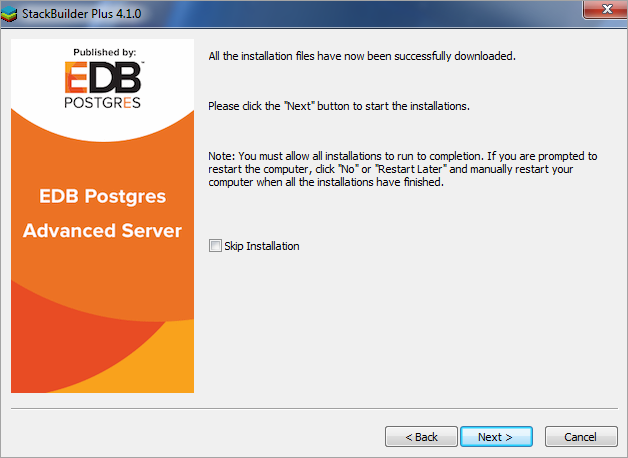 StackBuilder Plus 4.1.0
Published by:
EDB™
POSTGRES
EDB Postgres
Advanced Server
All the installation files have now been successfully downloaded.
Please click the "Next" button to start the installations.
Note: You must allow all installations to run to completion. If you are prompted to
restart the computer, click "No" or "Restart Later" and manually restart your
computer when all the installations have finished.
Skip Installation
< Back
Next >
Cancel